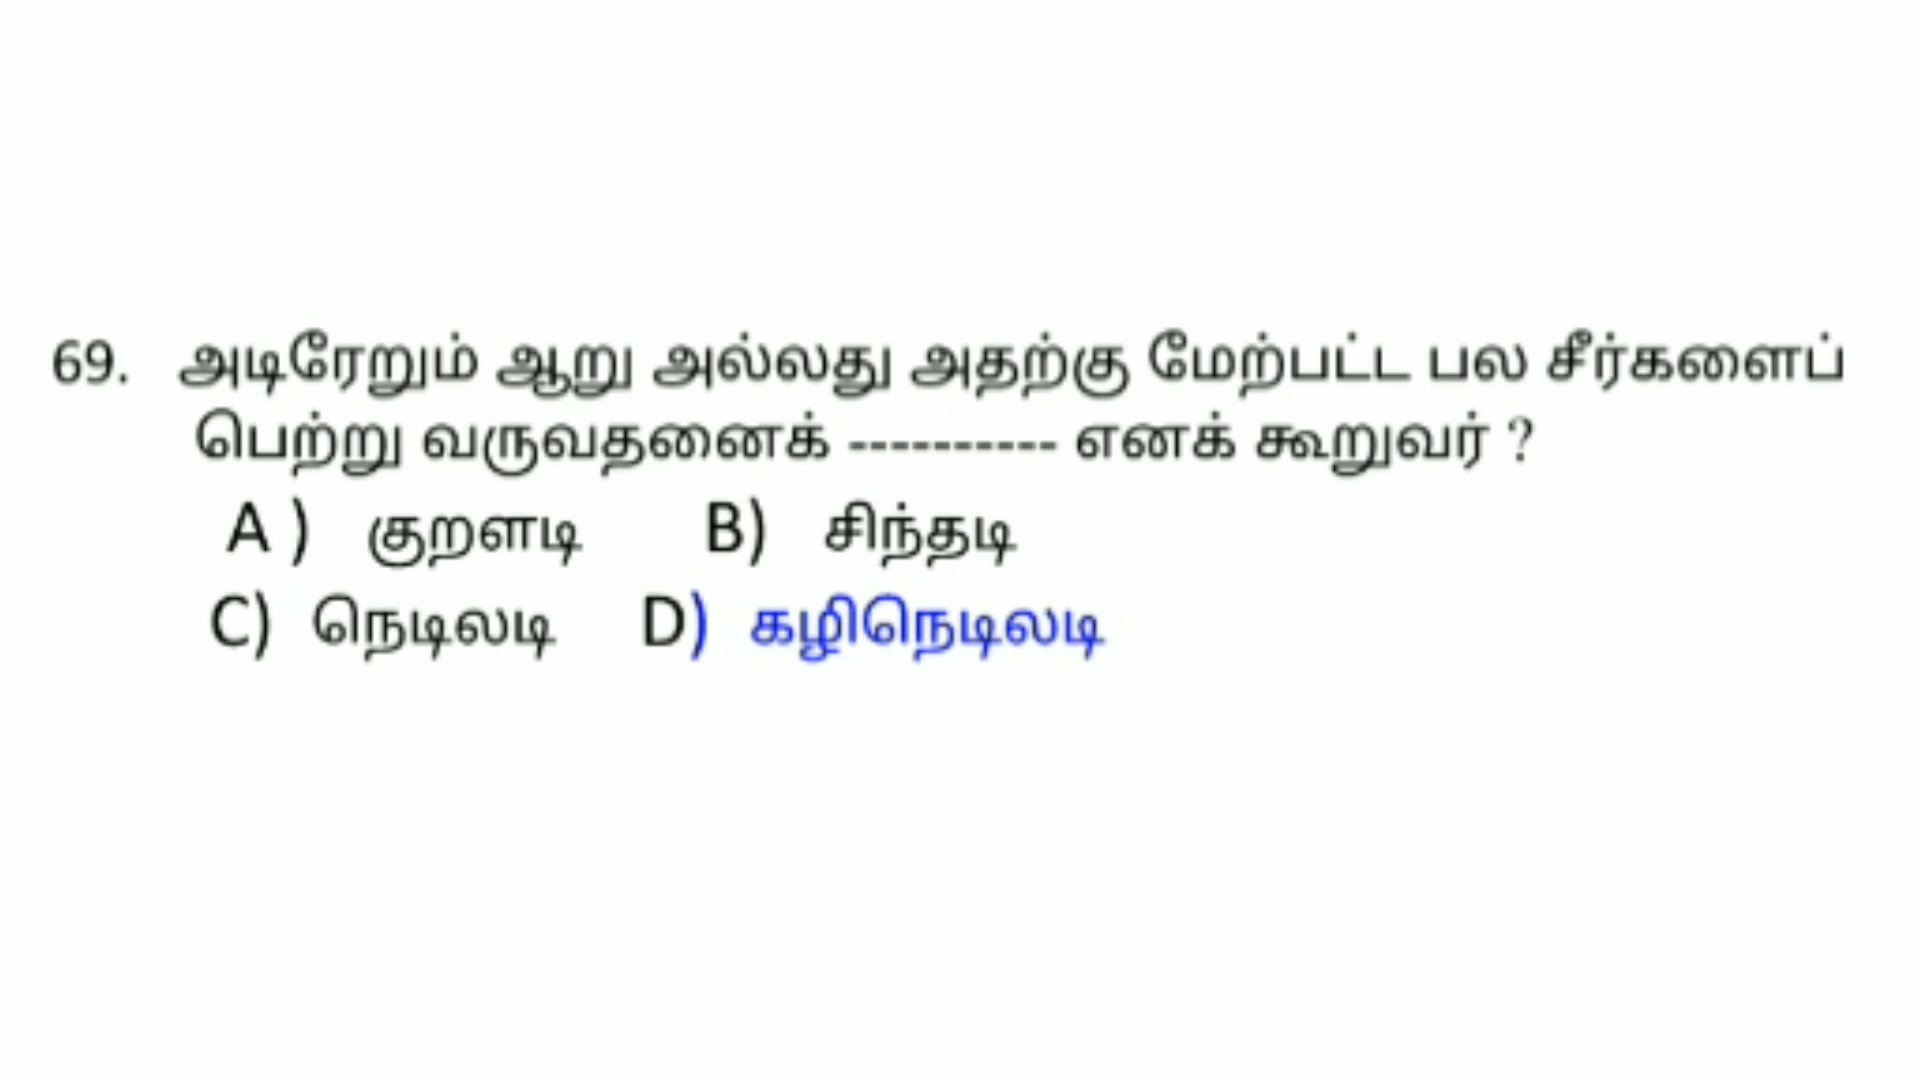 69. அடிரேறும் ஆறு அல்லது அதற்கு மேற்பட்ட பல சீர்களைப்
பெற்று வருவதனைக் ---------- எனக் கூறுவர் ?
A ) குறளடி B) சிந்தடி
C) நெடிலடி D) கழிநெடிலடி